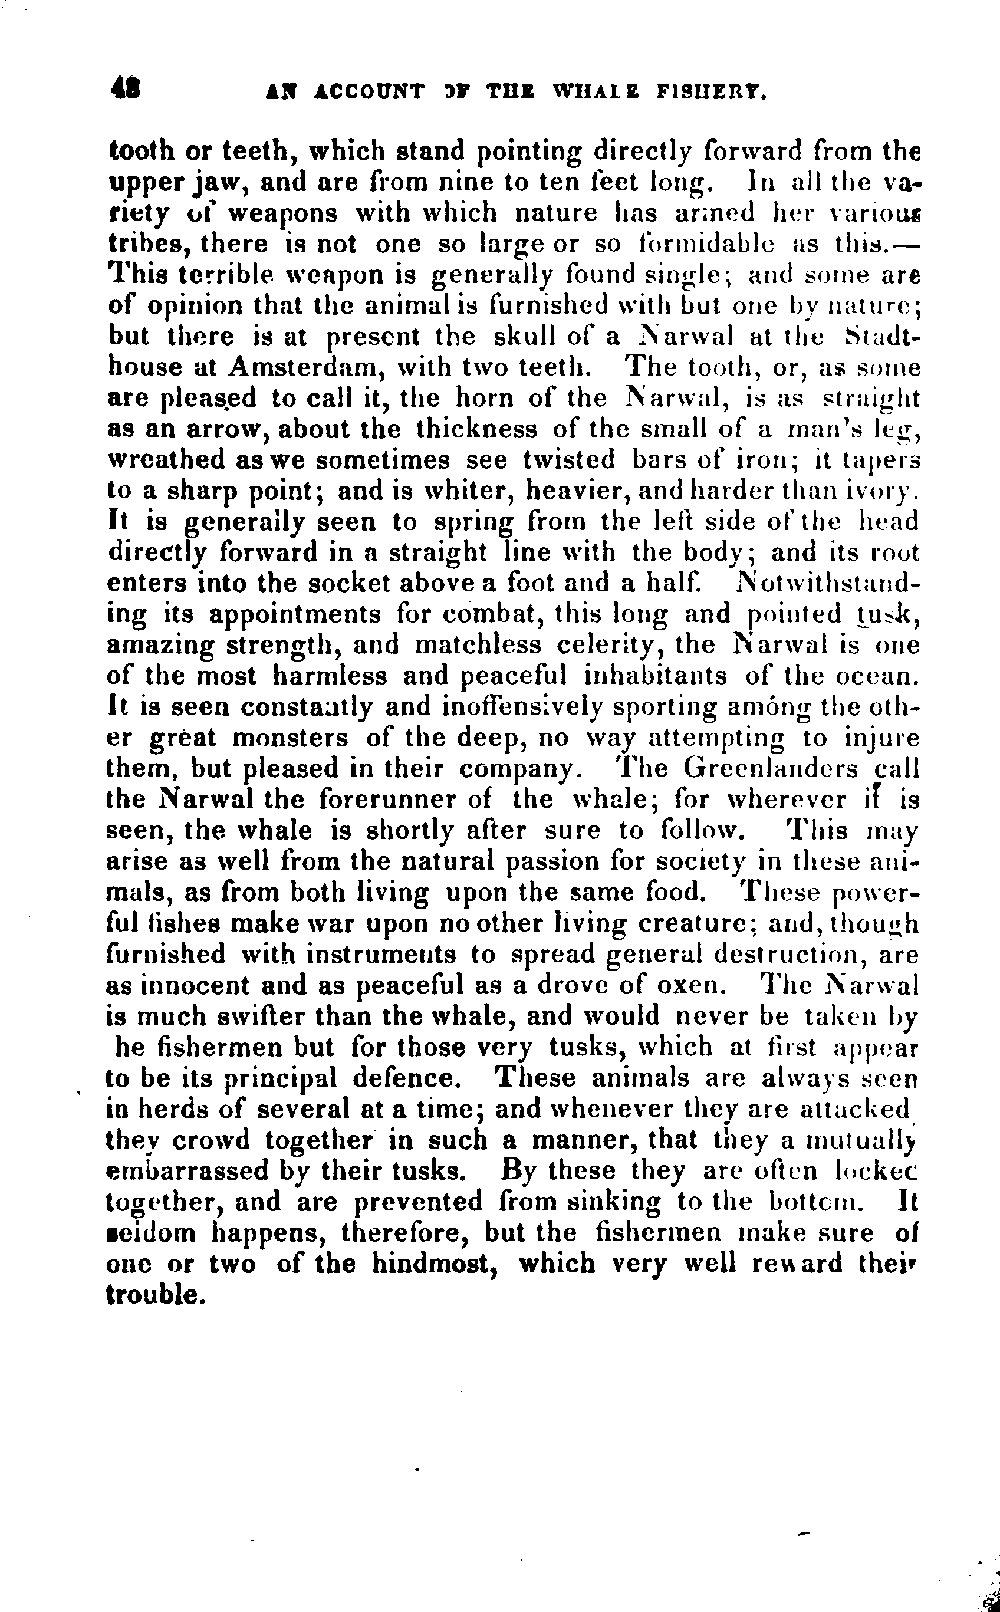 48 AN ACCOUNT OF THE WHALE FISHERY.
tooth or teeth, which stand pointing directly forward from the
upper jaw, and are from nine to ten feet long. In all the va-
riety of weapons with which nature has armed her various
tribes, there is not one so large or so formidable as this.—
This terrible weapon is generally found single; and some are
of opinion that the animal is furnished with but one by nature;
but there is at present the skull of a Narwal at the Stadt-
house at Amsterdam, with two teeth. The tooth, or, as some
are pleased to call it, the horn of the Narwal, is as straight
as an arrow, about the thickness of the small of a man's leg,
wreathed as we sometimes see twisted bars of iron; it tapers
to a sharp point; and is whiter, heavier, and harder than ivory.
It is generally seen to spring from the left side of the head
directly forward in a straight line with the body; and its root
enters into the socket above a foot and a half. Notwithstand-
ing its appointments for combat, this long and pointed tusk,
amazing strength, and matchless celerity, the Narwal is one
of the most harmless and peaceful inhabitants of the ocean.
It is seen constantly and inoffensively sporting among the oth-
er great monsters of the deep, no way attempting to injure
them, but pleased in their company. The Greenlanders call
the Narwal the forerunner of the whale; for wherever it is
seen, the whale is shortly after sure to follow. This may
arise as well from the natural passion for society in these ani-
mals, as from both living upon the same food. These power-
ful fishes make war upon no other living creature; and, though
furnished with instruments to spread general destruction, are
as innocent and as peaceful as a drove of oxen. The Narwal
is much swifter than the whale, and would never be taken by
he fishermen but for those very tusks, which at first appear
to be its principal defence. These animals are always seen
in herds of several at a time; and whenever they are attacked
they crowd together in such a manner, that they a mutually
embarrassed by their tusks. By these they are often locked
together, and are prevented from sinking to the bottom. It
seldom happens, therefore, but the fishermen make sure of
one or two of the hindmost, which very well reward their
trouble.